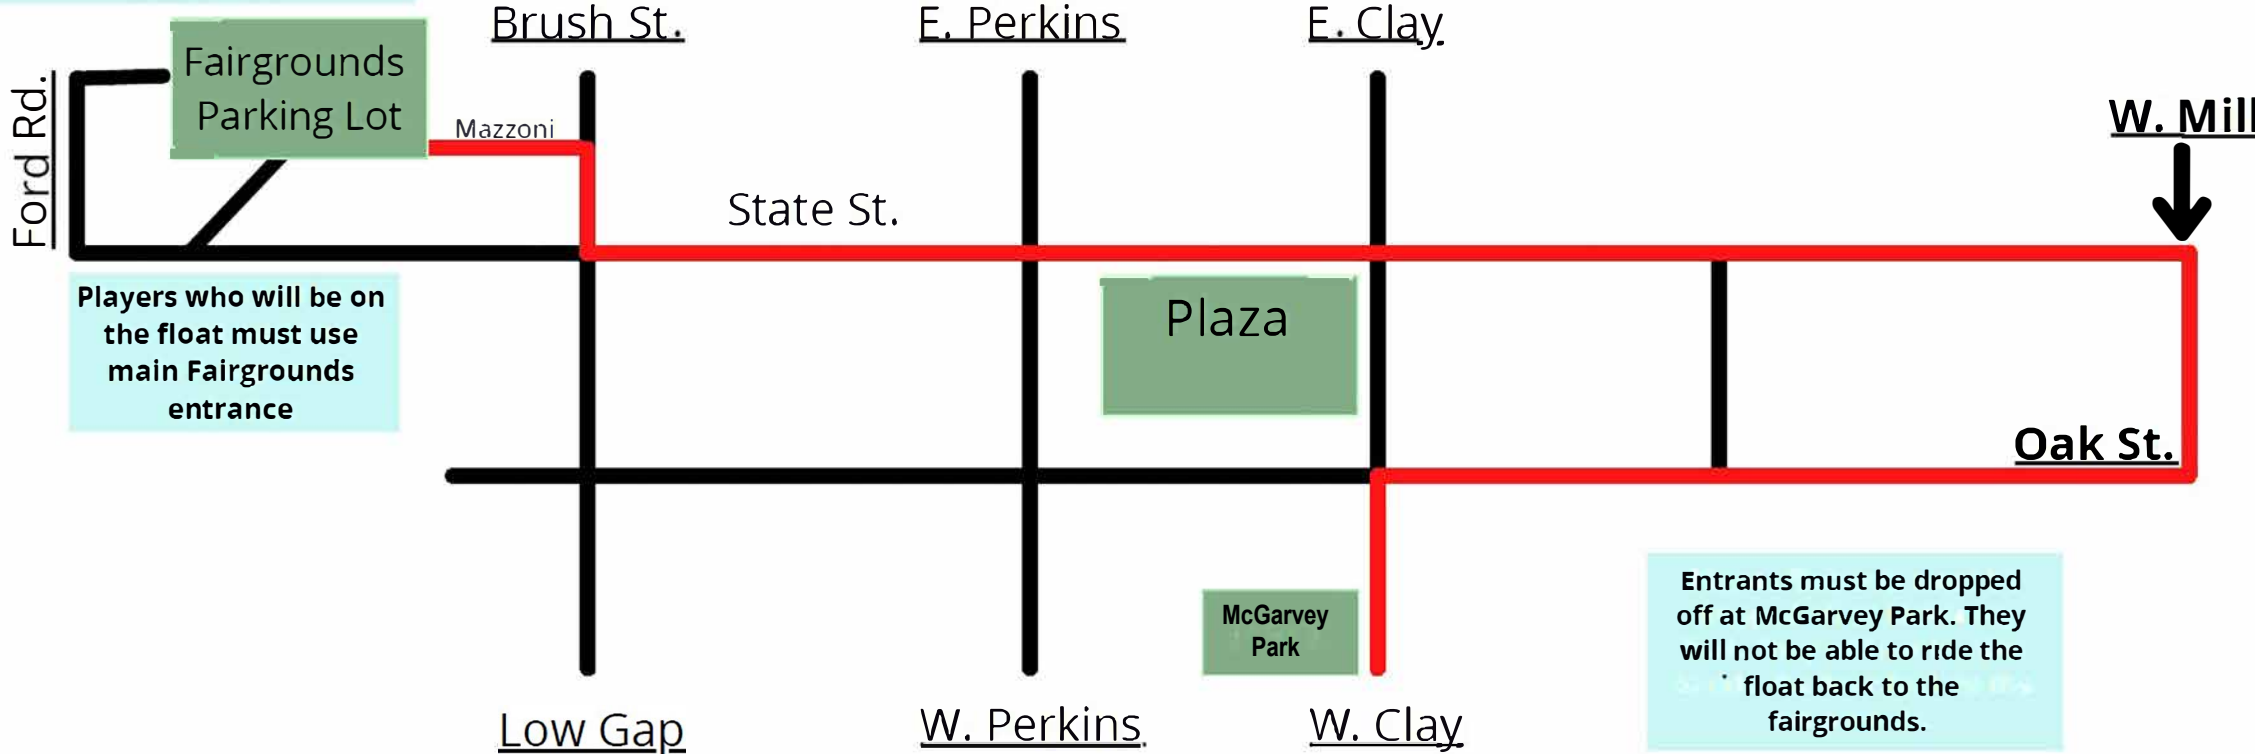 Brush St.
E. Perkins
E. Clay
Fairgrounds
Parking Lot
Ford Rd.
Mazzoni
W. Mill
State St.
Players who will be on
the float must use
main Fairgrounds
entrance
Plaza
Oak St.
McGarvey
Park
Entrants must be dropped
off at McGarvey Park. They
will not be able to ride the
float back to the
fairgrounds.
Low Gap
W. Perkins
W. Clay